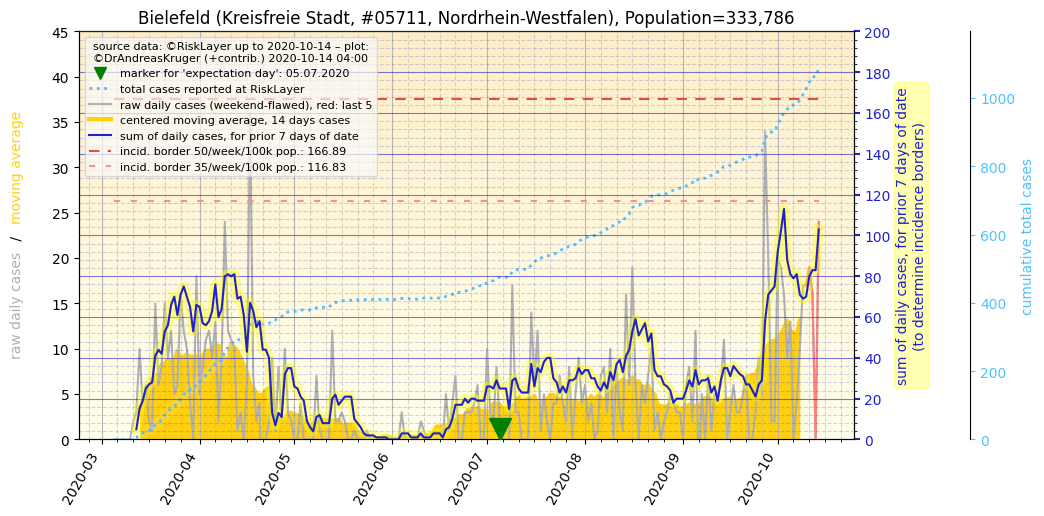 Bielefeld (Kreisfreie Stadt, #05711, Nordrhein-Westfalen), Population=333,786
source data: ©RiskLayer up to 2020-10-14 – plot:
©DrAndreasKruger (+contrib.) 2020-10-14 04:00
marker for 'expectation day': 05.07.2020
total cases reported at RiskLayer
raw daily cases (weekend-flawed), red: last 5
centered moving average, 14 days cases
sum of daily cases, for prior 7 days of date
incid. border 50/week/100k pop.: 166.89
incid. border 35/week/100k pop.: 116.83
raw daily cases / moving average
45
40
35
30
25
20
15
10
5
0
2020-03
2020-04
2020-05
2020-06
2020-07
2020-08
2020-09
2020-10
200
180
160
140
120
100
80
60
40
20
0
sum of daily cases, for prior 7 days of date
(to determine incidence borders)
1000
800
600
400
200
0
cumulative total cases